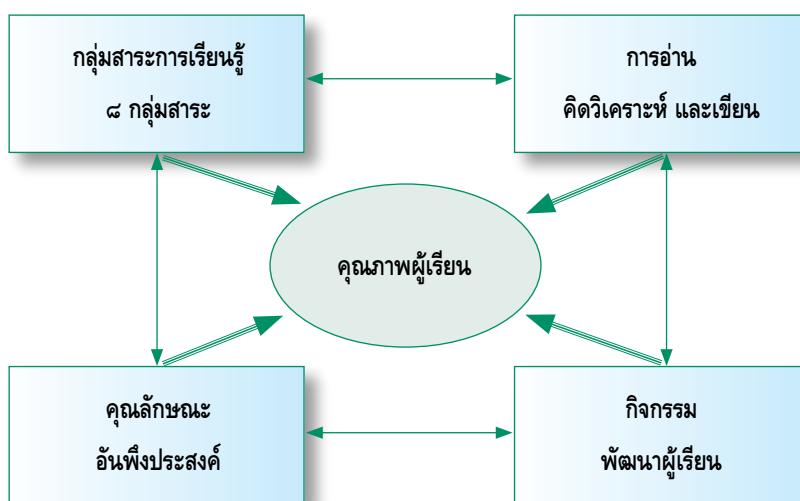 กลุ่มสาระการเรียนรู้
๘ กลุ่มสาระ
การอ่าน
คิดวิเคราะห์ และเขียน
คุณภาพผู้เรียน
คุณลักษณะ
อันพึงประสงค์
กิจกรรม
พัฒนาผู้เรียน